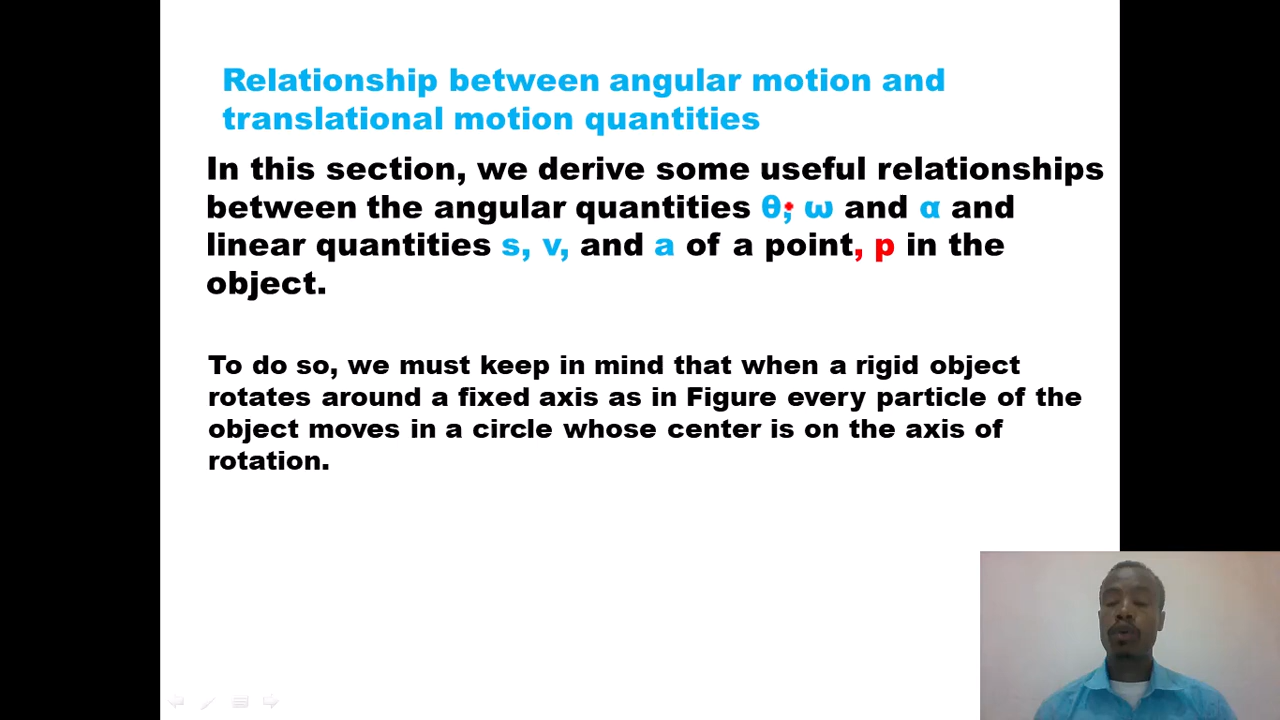 Relationship between angular motion and
translational motion quantities
In this section, we derive some useful relationships
between the angular quantities θ; ω and α and
linear quantities s, v, and a of a point, p in the
object.
To do so, we must keep in mind that when a rigid object
rotates around a fixed axis as in Figure every particle of the
object moves in a circle whose center is on the axis of
rotation.